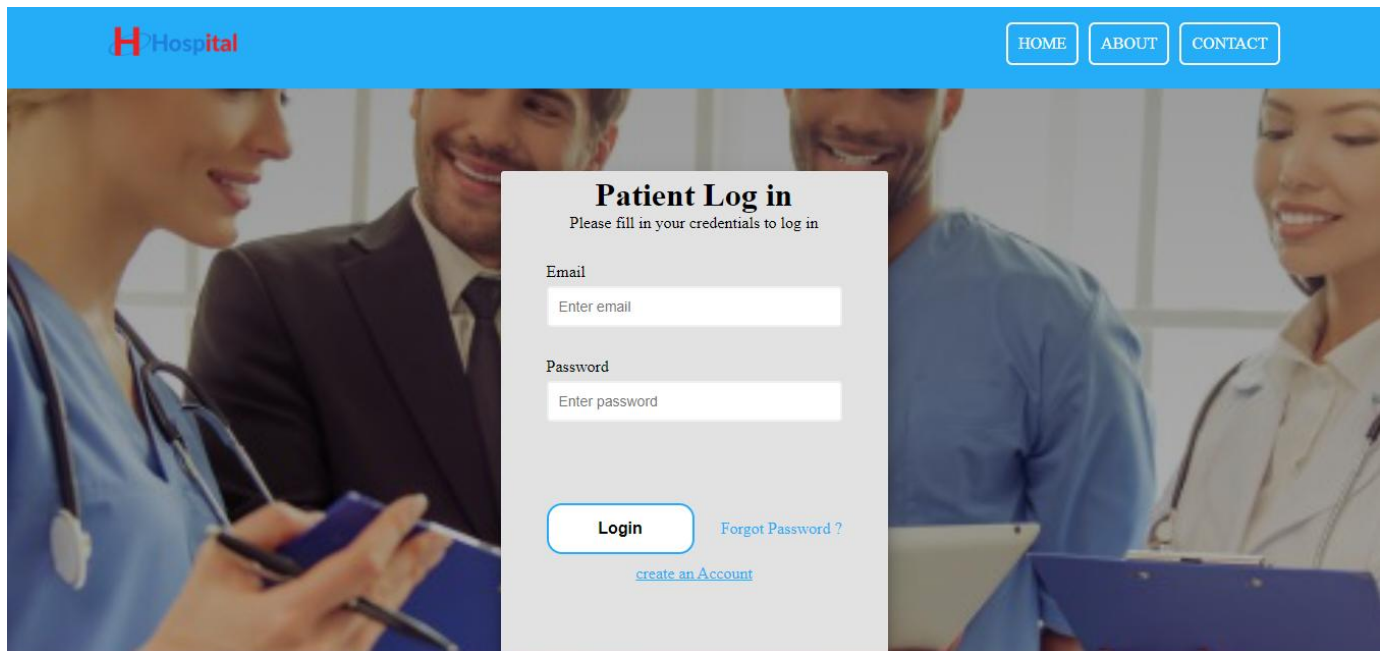 HHospital
HOME ABOUT CONTACT
Patient Log in
Please fill in your credentials to log in
Email
Enter email
Password
Enter password
Login Forgot Password ?
create an Account